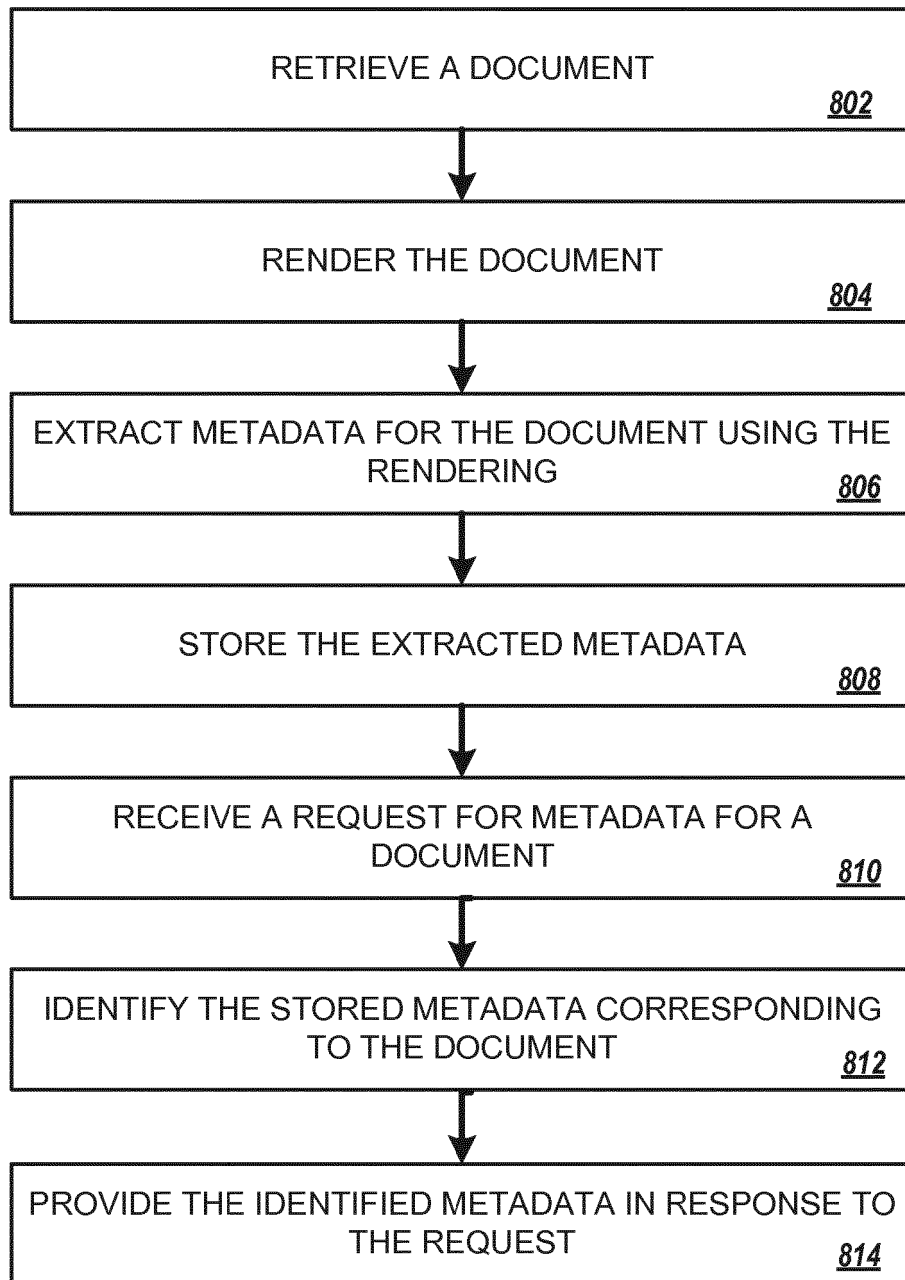 RETRIEVE A DOCUMENT
802
RENDER THE DOCUMENT
804
EXTRACT METADATA FOR THE DOCUMENT USING THE
RENDERING
806
STORE THE EXTRACTED METADATA
808
RECEIVE A REQUEST FOR METADATA FOR A
DOCUMENT
810
IDENTIFY THE STORED METADATA CORRESPONDING
TO THE DOCUMENT
812
PROVIDE THE IDENTIFIED METADATA IN RESPONSE TO
THE REQUEST
814